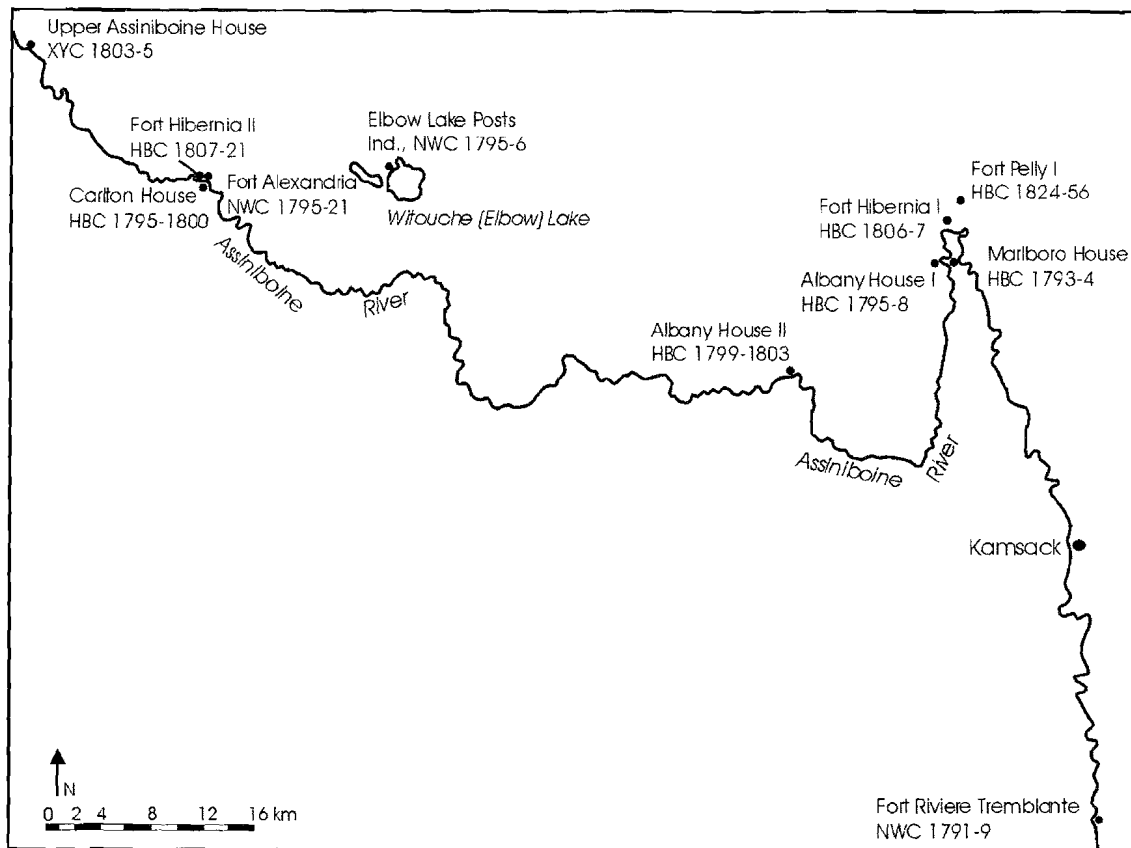 Upper Assiniboine House
XYC 1803-5
Fort Hibernia II
HBC 1807-21
Elbow Lake Posts
Ind., NWC 1795-6
Carlton House
HBC 1795-1800
Fort Alexandria
NWC 1795-21
Witouche (Elbow) Lake
Fort Pelly I
HBC 1824-56
Fort Hibernia I
HBC 1806-7
Marlboro House
HBC 1793-4
Albany House I
HBC 1795-8
Assiniboine
River
Albany House II
HBC 1799-1803
Assiniboine
River
Kamsack
N
0 2 4 8 12 16 km
Fort Riviere Tremblante
NWC 1791-9